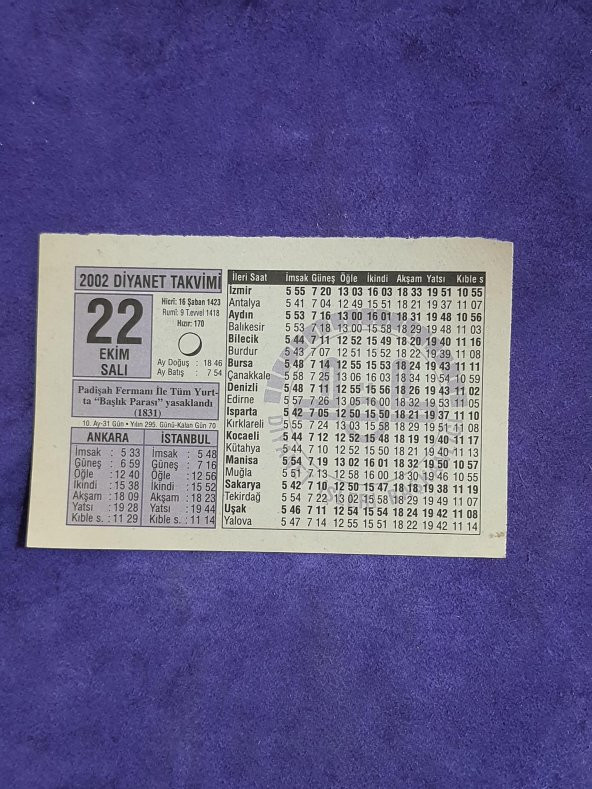 2002 DİYANET TAKVİMİ
22
EKİM
SALI
Hicrî: 16 Şaban 1423
Rumî: 9 T.evvel 1418
Hızır: 170
Ay Doğuş : 18 46
Ay Batış : 7 54
Padişah Fermanı İle Tüm Yurt-
ta "Başlık Parası" yasaklandı
(1831)
10. Ay-31 Gün • Yılın 295. Günü-Kalan Gün 70
ANKARA
İmsak : 5 33
Güneş : 6 59
Öğle : 12 40
İkindi : 15 38
Akşam : 18 09
Yatsı : 19 28
Kıble s. : 11 29
İSTANBUL
İmsak : 5 48
Güneş : 7 16
Öğle : 12 56
İkindi : 15 52
Akşam : 18 23
Yatsı : 19 44
Kıble s. : 11 14
İleri Saat İmsak Güneş Öğle İkindi Akşam Yatsı Kıble s
İzmir 5 55 7 20 13 03 16 03 18 33 19 51 10 55
Antalya 5 41 7 04 12 49 15 51 18 21 19 37 11 07
Aydın 5 53 7 16 13 00 16 01 18 31 19 48 10 56
Balıkesir 5 53 7 18 13 00 15 58 18 29 19 48 11 03
Bilecik 5 44 7 11 12 52 15 49 18 20 19 40 11 16
Burdur 5 43 7 07 12 51 15 52 18 22 19 39 11 08
Bursa 5 48 7 14 12 55 15 53 18 24 19 43 11 11
Çanakkale 5 58 7 25 13 06 16 03 18 34 19 54 10 59
Denizli 5 48 7 11 12 55 15 56 18 26 19 43 11 02
Edirne 5 57 7 26 13 05 16 00 18 32 19 53 11 05
Isparta 5 42 7 05 12 50 15 50 18 21 19 37 11 10
Kırklareli 5 55 7 24 13 02 15 58 18 29 19 50 11 07
Kocaeli 5 44 7 12 12 52 15 48 18 19 19 40 11 17
Kütahya 5 44 7 10 12 52 15 51 18 21 19 40 11 13
Manisa 5 54 7 19 13 02 16 01 18 32 19 50 10 57
Muğla 5 51 7 13 12 58 16 00 18 30 19 46 10 55
Sakarya 5 42 7 10 12 50 15 47 18 18 19 38 11 19
Tekirdağ 5 54 7 22 13 02 15 58 18 29 19 49 11 07
Uşak 5 46 7 11 12 54 15 54 18 24 19 42 11 08
Yalova 5 47 7 14 12 55 15 51 18 22 19 42 11 14